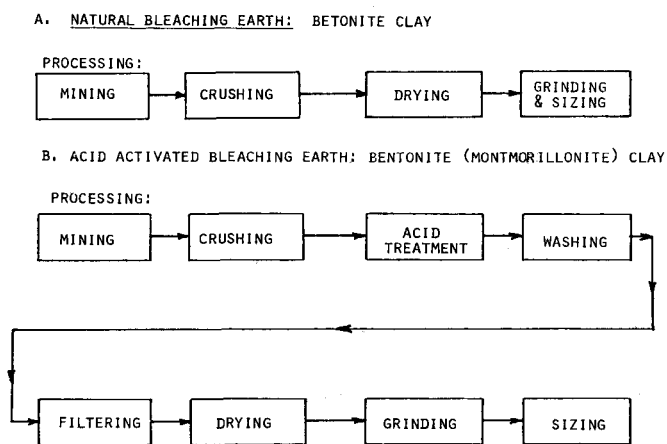 A. NATURAL BLEACHING EARTH: BETONITE CLAY
PROCESSING:
MINING
CRUSHING
DRYING
GRINDING
& SIZING
B. ACID ACTIVATED BLEACHING EARTH: BENTONITE (MONTMORILLONITE) CLAY
PROCESSING:
MINING
CRUSHING
ACID
TREATMENT
WASHING
FILTERING
DRYING
GRINDING
SIZING